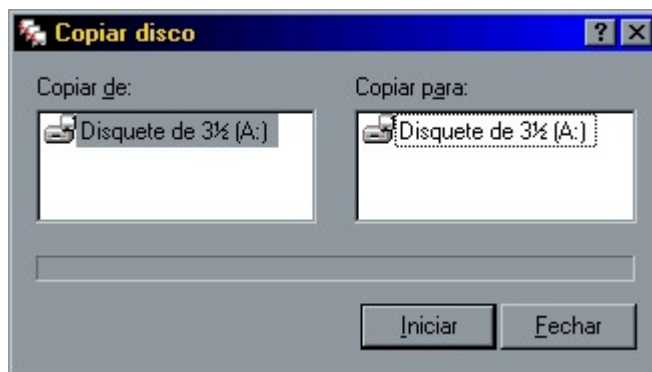 Copiar disco
Copiar de:
Copiar para:
Disquete de 3½ (A:)
Disquete de 3½ (A:)
Iniciar
Fechar